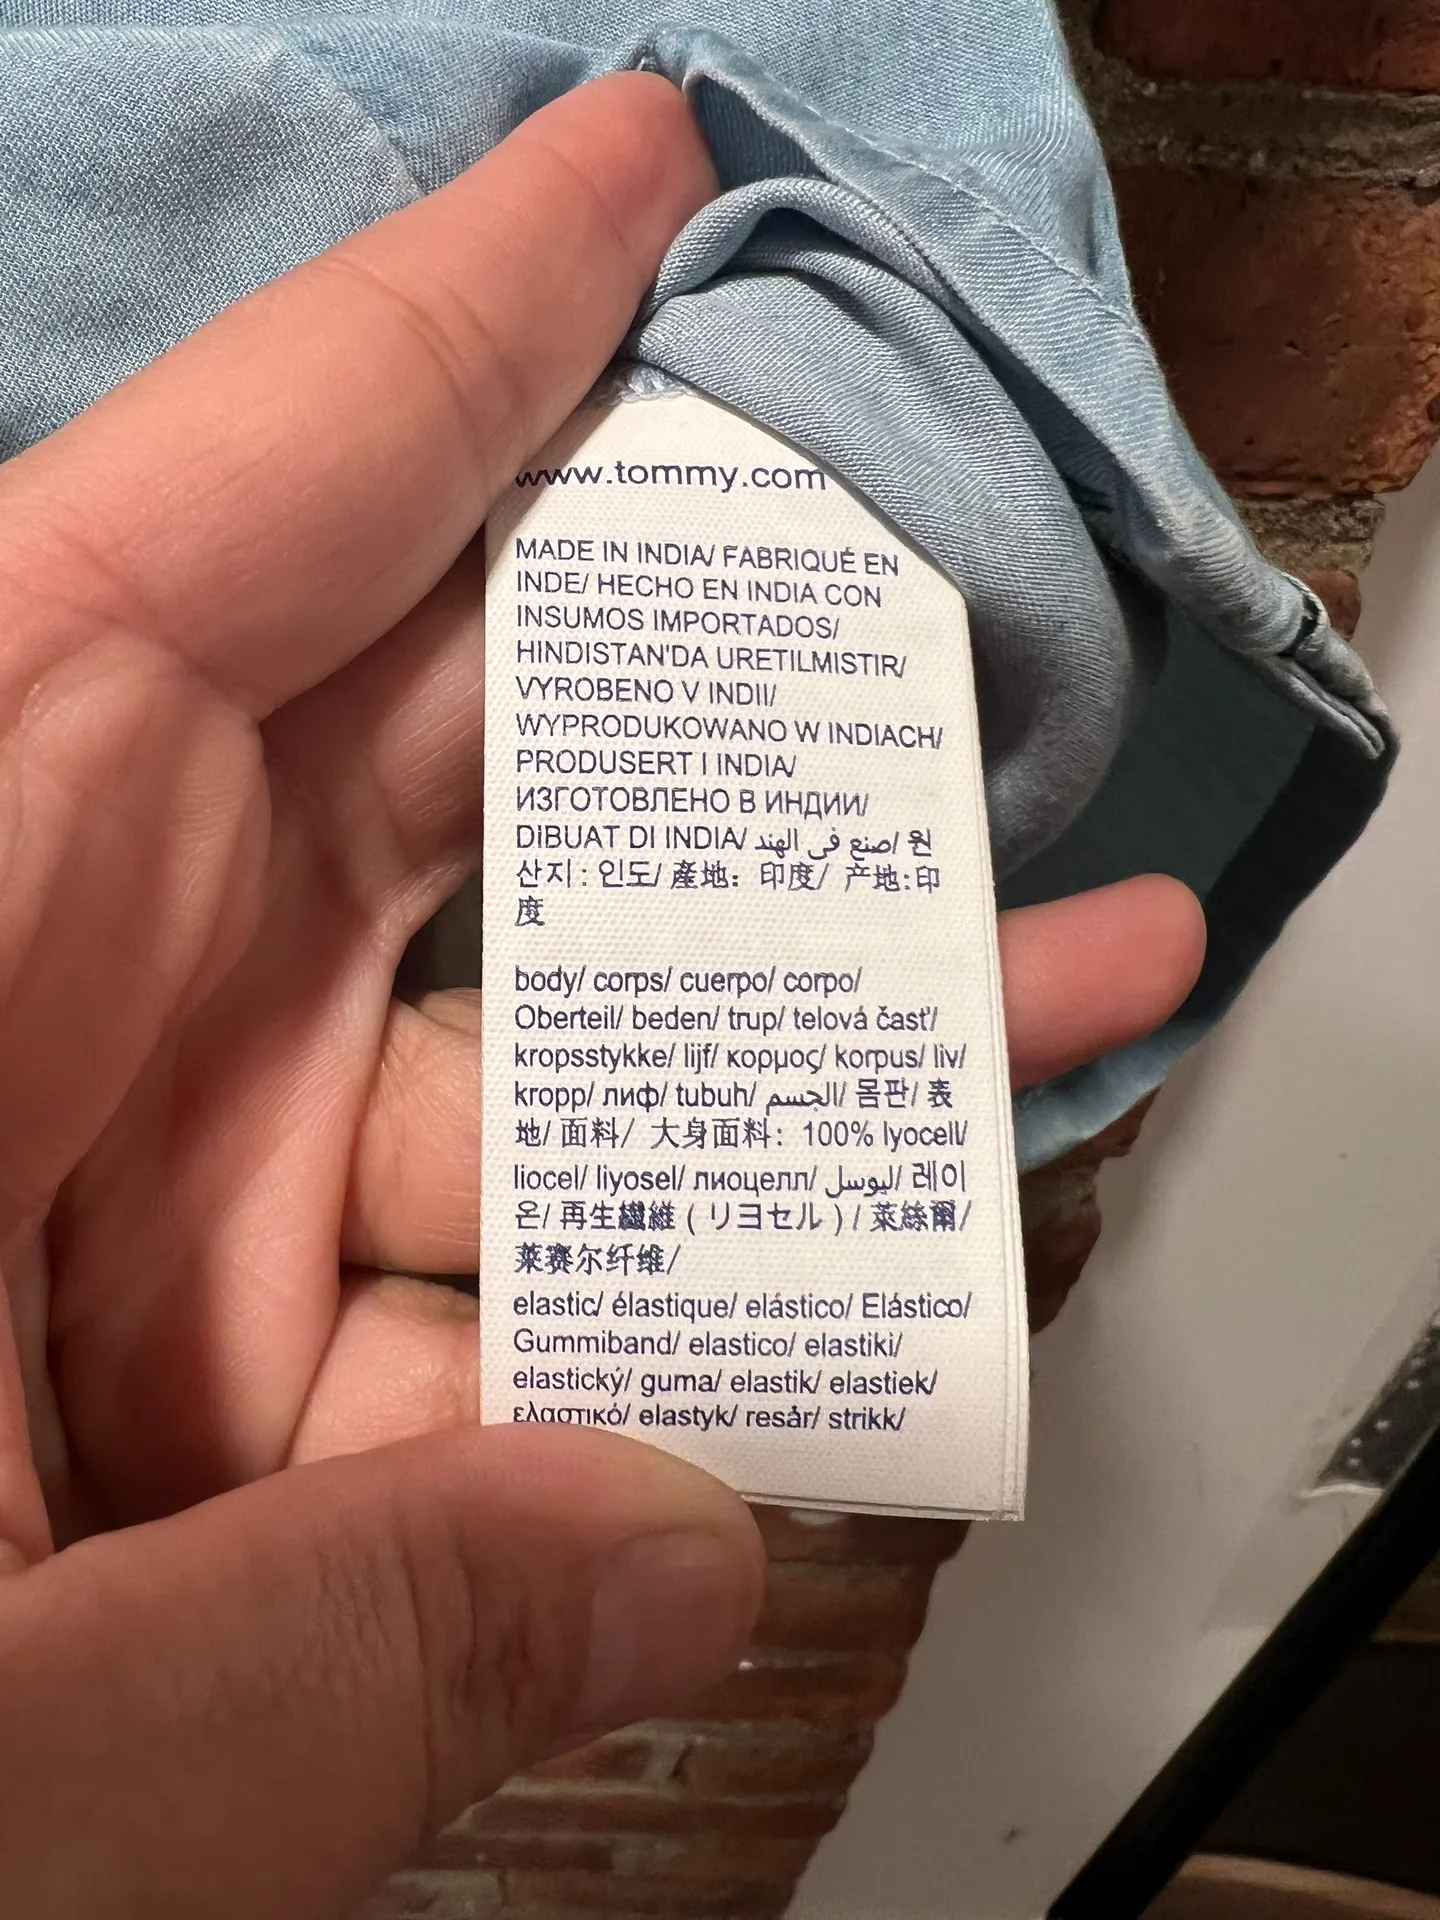 www.tommy.com
MADE IN INDIA/ FABRIQUÉ EN
INDE/ HECHO EN INDIA CON
INSUMOS IMPORTADOS/
HINDISTAN'DA URETILMISTIR/
VYROBENO V INDII/
WYPRODUKOWANO W INDIACH/
PRODUSERT I INDIA/
ИЗГОТОВЛЕНО В ИНДИИ/
DIBUAT DI INDIA/ صنع فى الهند/ 원
산지 : 인도/ 產地: 印度/ 产地:印
度
body/ corps/ cuerpo/ corpo/
Oberteil/ beden/ trup/ telová časť/
kropsstykke/ lijf/ κορμος/ korpus/ liv/
kropp/ лиф/ tubuh/ الجسم/ 몸판/ 表
地/ 面料/ 大身面料: 100% lyocell/
liocel/ liyosel/ лиоцелл/ ليوسل/ 레이
온/ 再生繊維 ( リヨセル ) / 萊絲爾/
莱赛尔纤维/
elastic/ élastique/ elástico/ Elástico/
Gummiband/ elastico/ elastiki/
elastický/ guma/ elastik/ elastiek/
ελαστικό/ elastyk/ resår/ strikk/